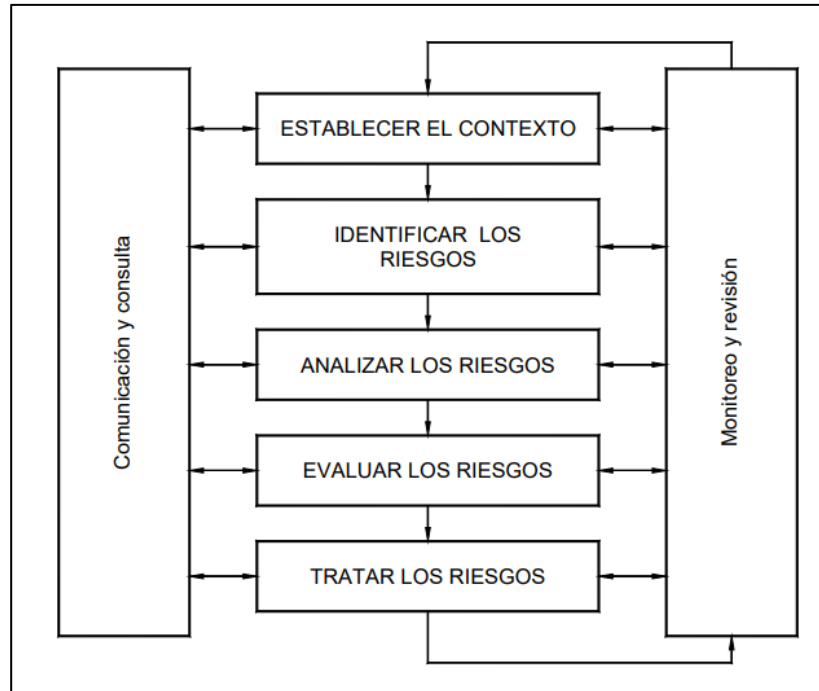 Comunicación y consulta
ESTABLECER EL CONTEXTO
IDENTIFICAR LOS
RIESGOS
ANALIZAR LOS RIESGOS
EVALUAR LOS RIESGOS
TRATAR LOS RIESGOS
Monitoreo y revisión